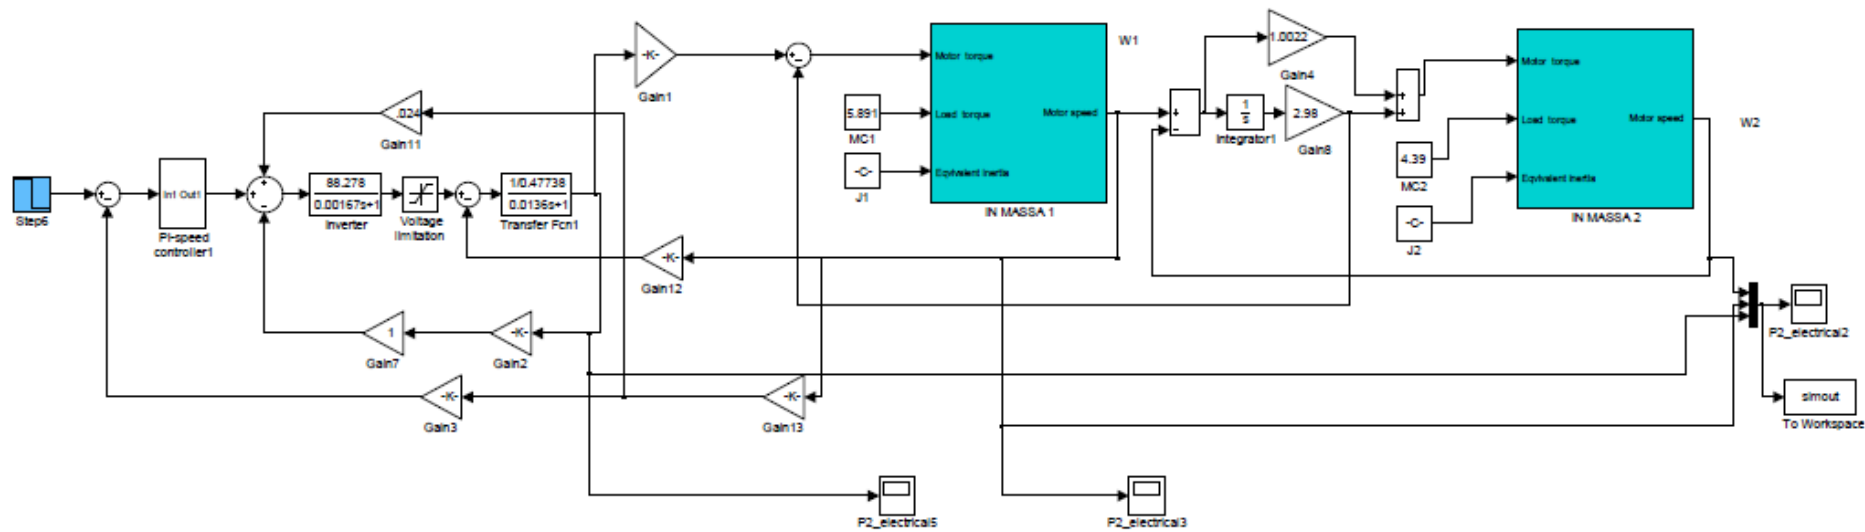 -K-
Gain1
W1
Motor torque
Load torque
Motor speed
Eqvivalent inertia
IN MASSA 1
5.891
MC1
-C-
J1
1.0022
Gain4
1
s
Integrator1
2.98
Gain8
W2
Motor torque
Load torque
Motor speed
Eqvivalent inertia
IN MASSA 2
4.39
MC2
-C-
J2
.024
Gain11
Step6
In1 Out1
PI-speed
controller1
88.278
0.00167s+1
Inverter
Voltage
limitation
1/0.47738
0.0136s+1
Transfer Fcn1
-K-
Gain12
1
Gain7
-K-
Gain2
-K-
Gain3
-K-
Gain13
P2_electrical2
simout
To Workspace
P2_electrical5
P2_electrical3